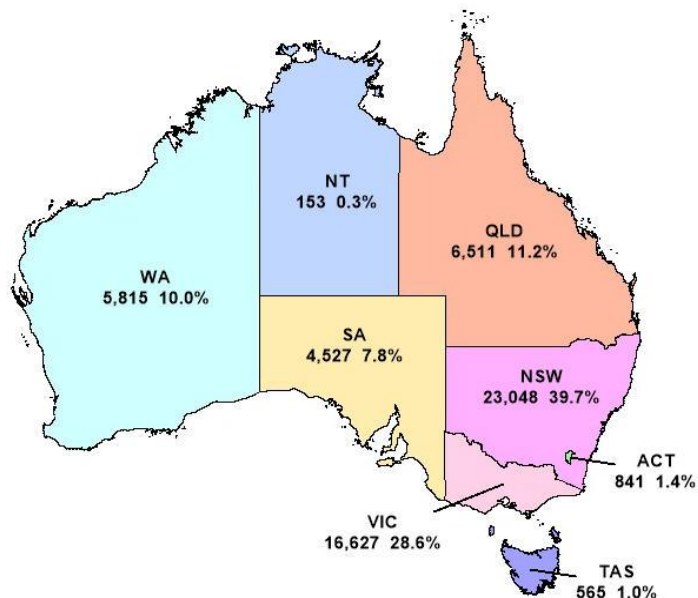 NT
153 0.3%
QLD
6,511 11.2%
WA
5,815 10.0%
SA
4,527 7.8%
NSW
23,048 39.7%
ACT
841 1.4%
VIC
16,627 28.6%
TAS
565 1.0%